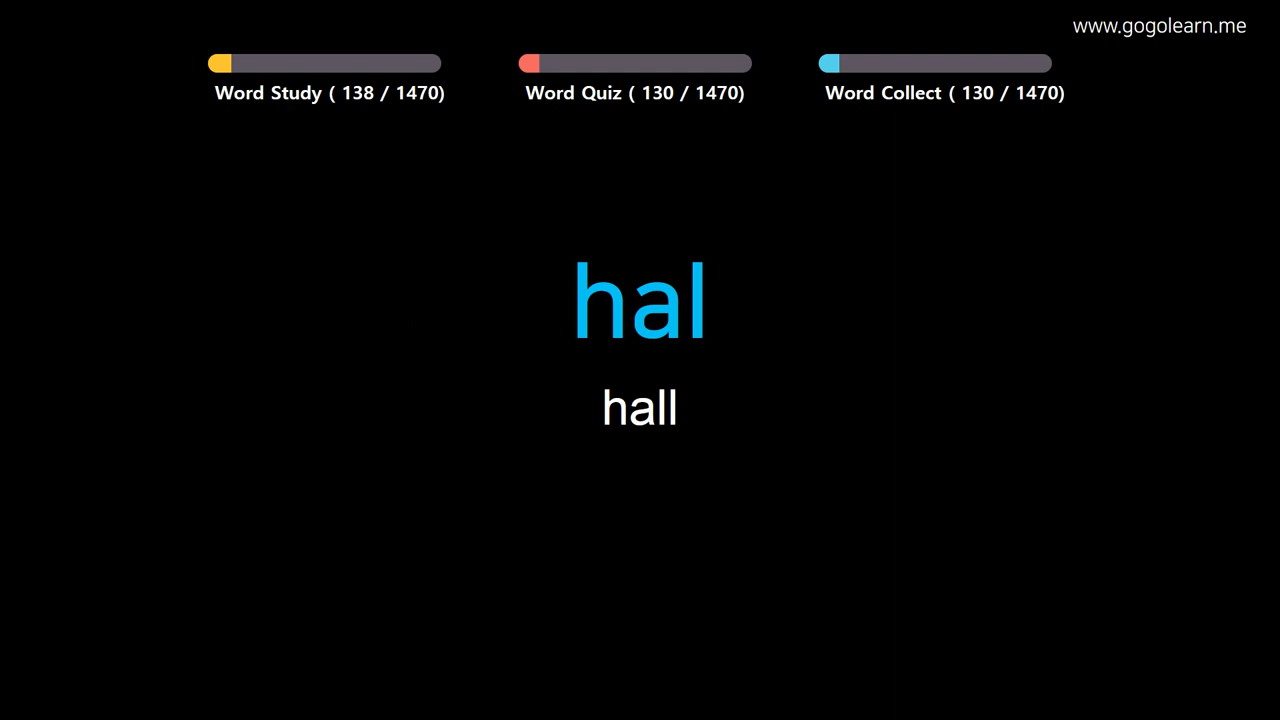 www.gogolearn.me
Word Study ( 138 / 1470)
Word Quiz ( 130 / 1470)
Word Collect ( 130 / 1470)
hal
hall